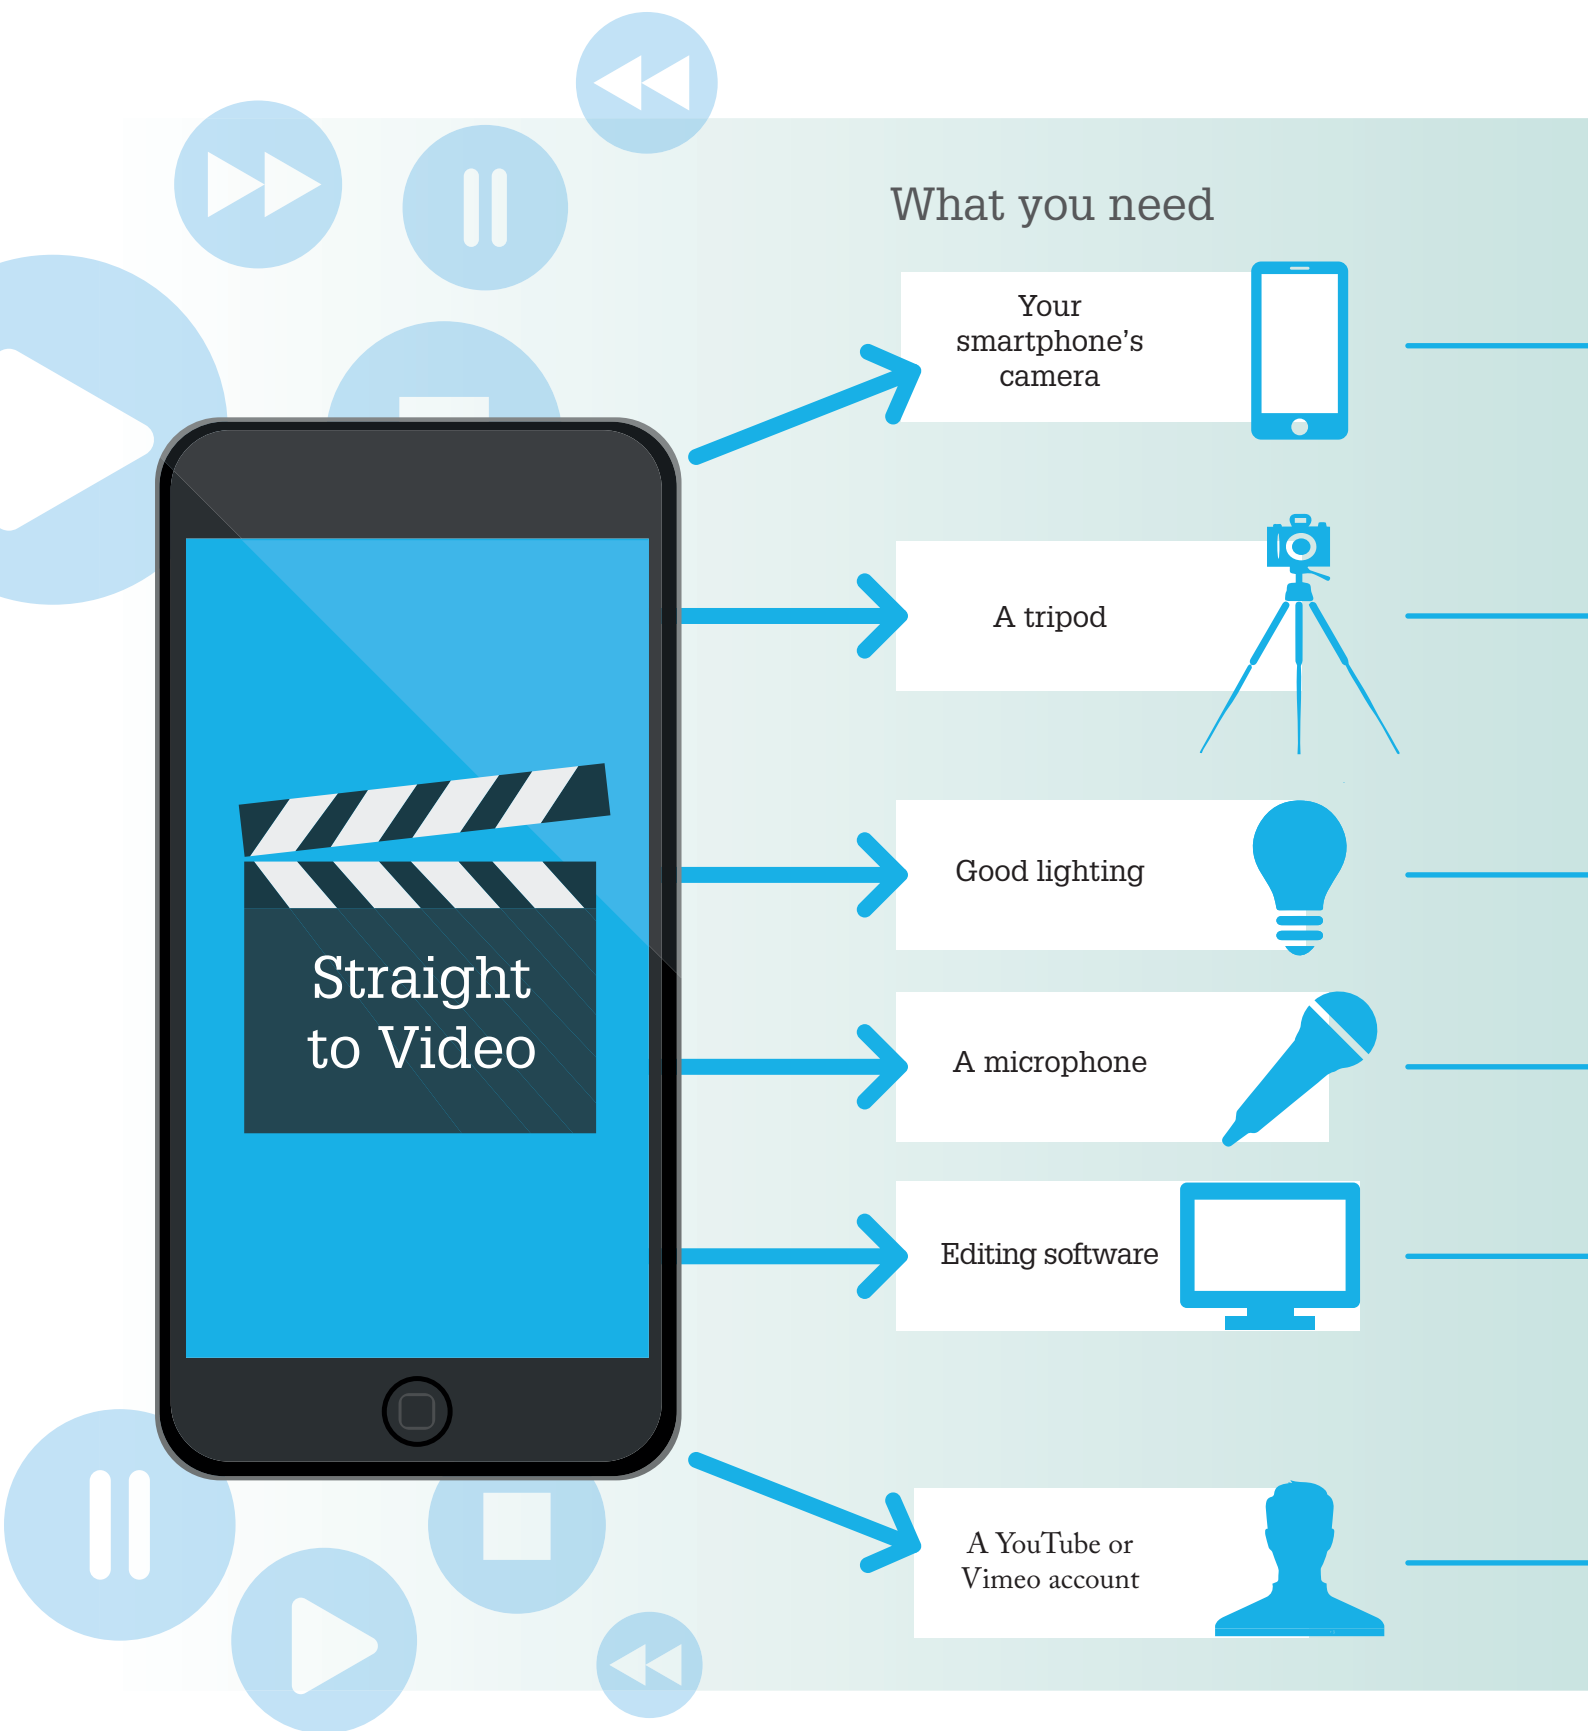 What you need
Your
smartphone’s
camera
A tripod
Good lighting
Straight
to Video
A microphone
Editing software
A YouTube or
Vimeo account